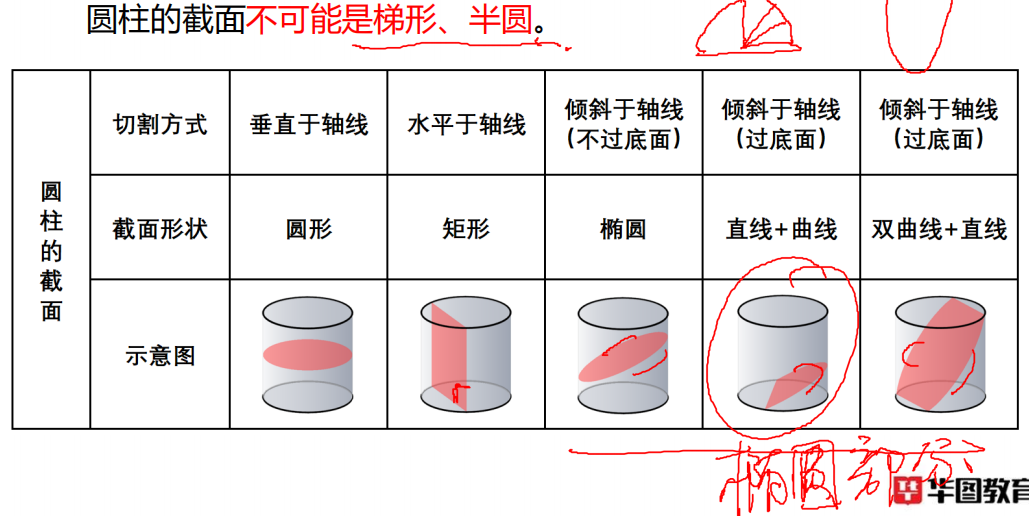 圆柱的截面不可能是梯形、半圆。
圆柱的截面
切割方式 垂直于轴线 水平于轴线 倾斜于轴线(不过底面) 倾斜于轴线(过底面) 倾斜于轴线(过底面)
截面形状 圆形 矩形 椭圆 直线+曲线 双曲线+直线
示意图
椭圆部分
华图教育